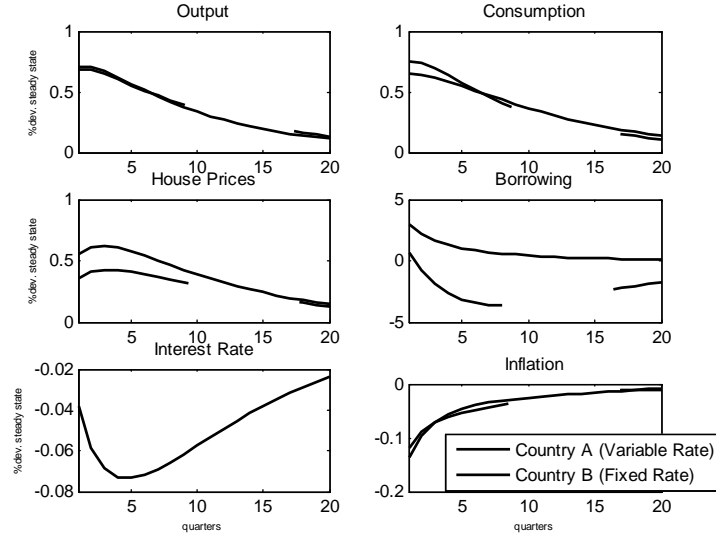 Output
Consumption
1
0.5
0
%dev. steady state
5 10 15 20
1
0.5
0
5 10 15 20
House Prices
Borrowing
1
0.5
0
%dev. steady state
5 10 15 20
5
0
-5
5 10 15 20
Interest Rate
Inflation
-0.02
-0.04
-0.06
-0.08
%dev. steady state
5 10 15 20
quarters
0
-0.1
-0.2
5 10 15 20
quarters
Country A (Variable Rate)
Country B (Fixed Rate)